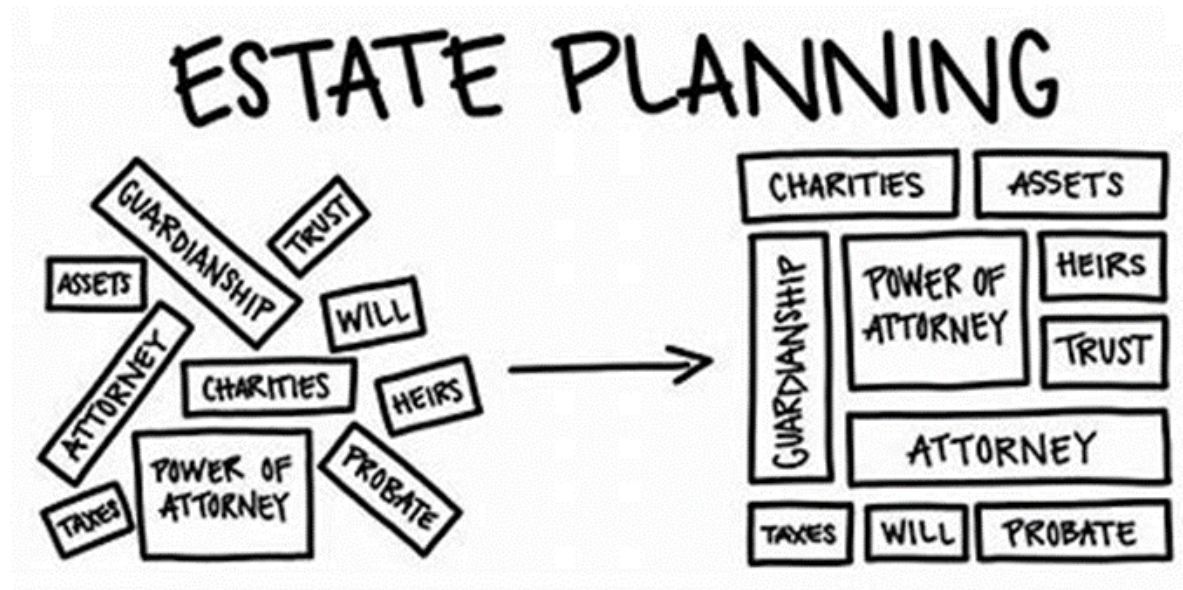 ESTATE PLANNING
GUARDIANSHIP
TRUST
ASSETS
WILL
ATTORNEY
CHARITIES
HEIRS
POWER OF
ATTORNEY
PROBATE
TAXES
CHARITIES
ASSETS
GUARDIANSHIP
POWER OF
ATTORNEY
HEIRS
TRUST
ATTORNEY
TAXES
WILL
PROBATE